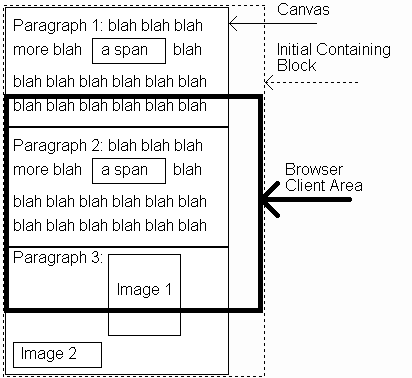 Paragraph 1: blah blah blah
more blah a span blah
blah blah blah blah blah blah
blah blah blah blah blah blah
Paragraph 2: blah blah blah
more blah a span blah
blah blah blah blah blah blah
blah blah blah blah blah blah
Paragraph 3:
Image 1
Image 2
Canvas
Initial Containing
Block
Browser
Client Area